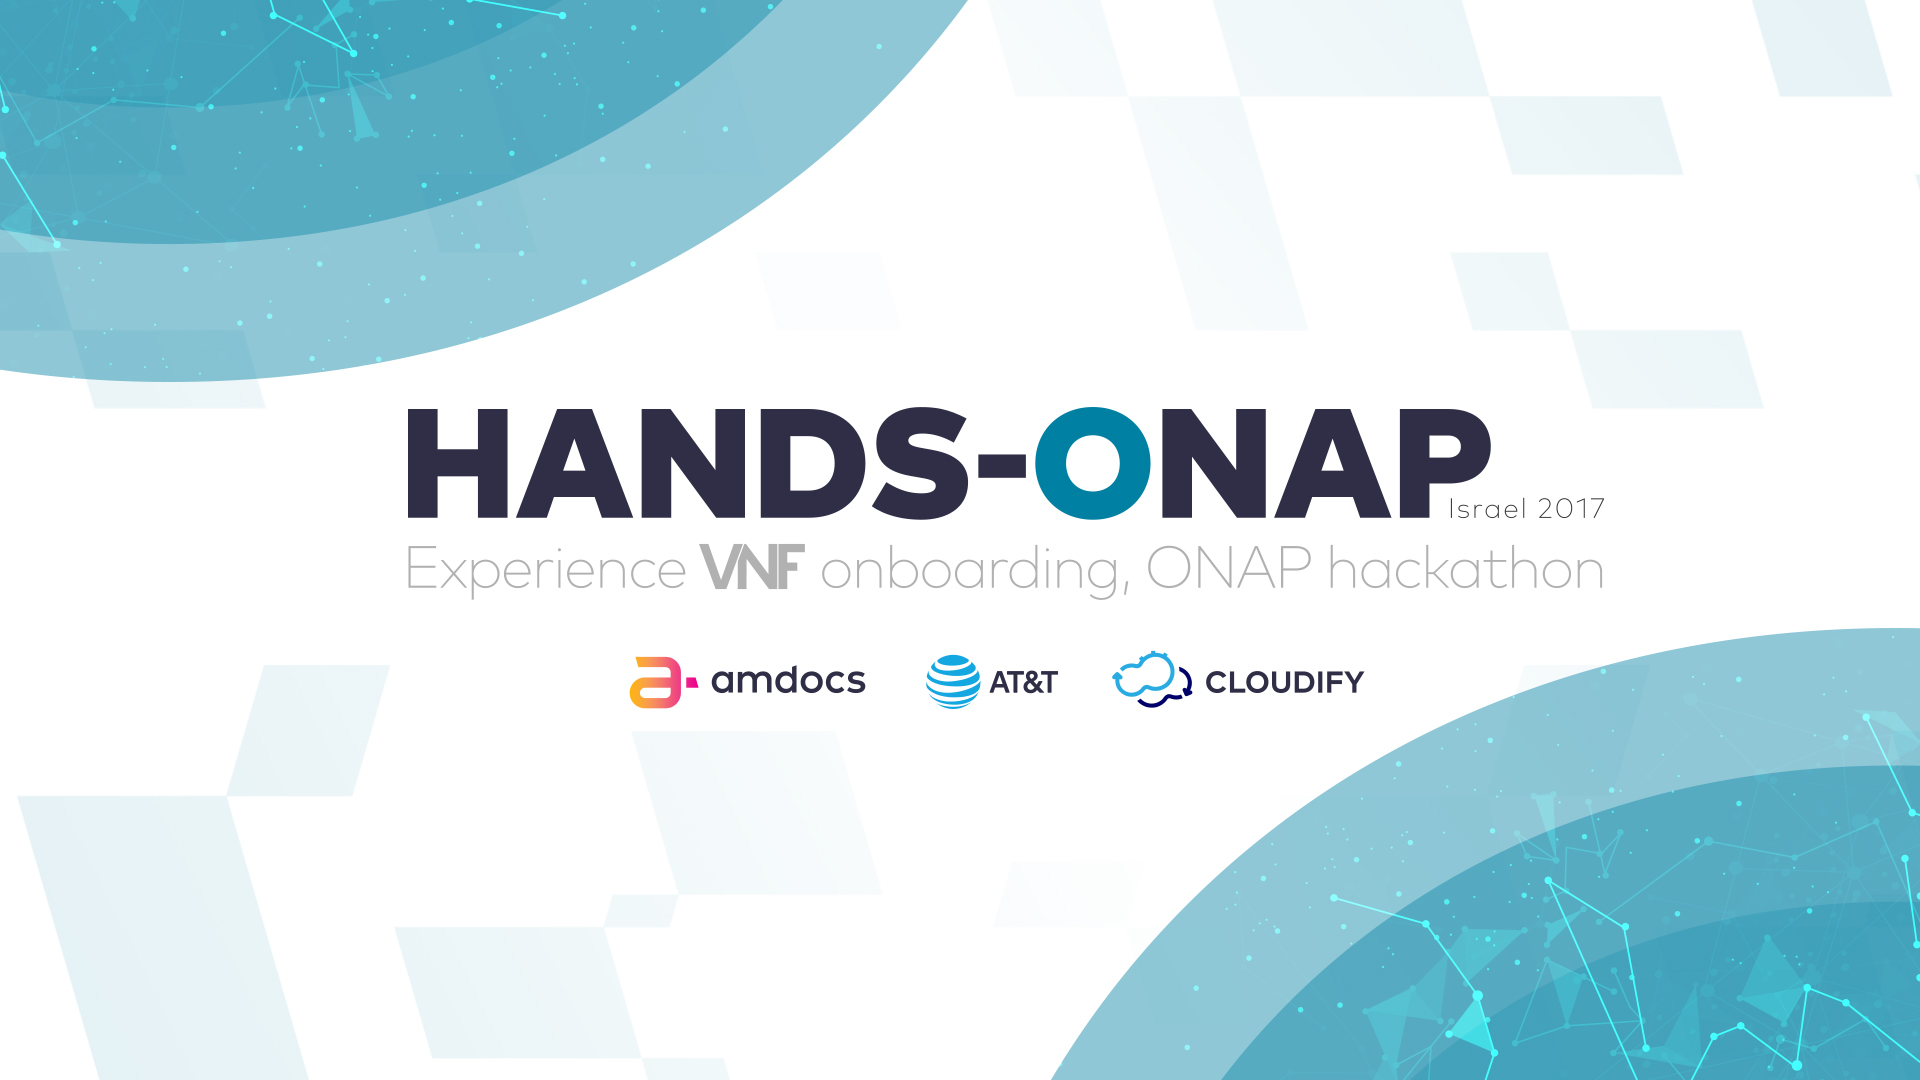 HANDS-ONAP
Israel 2017
Experience VNF onboarding, ONAP hackathon
amdocs AT&T CLOUDIFY